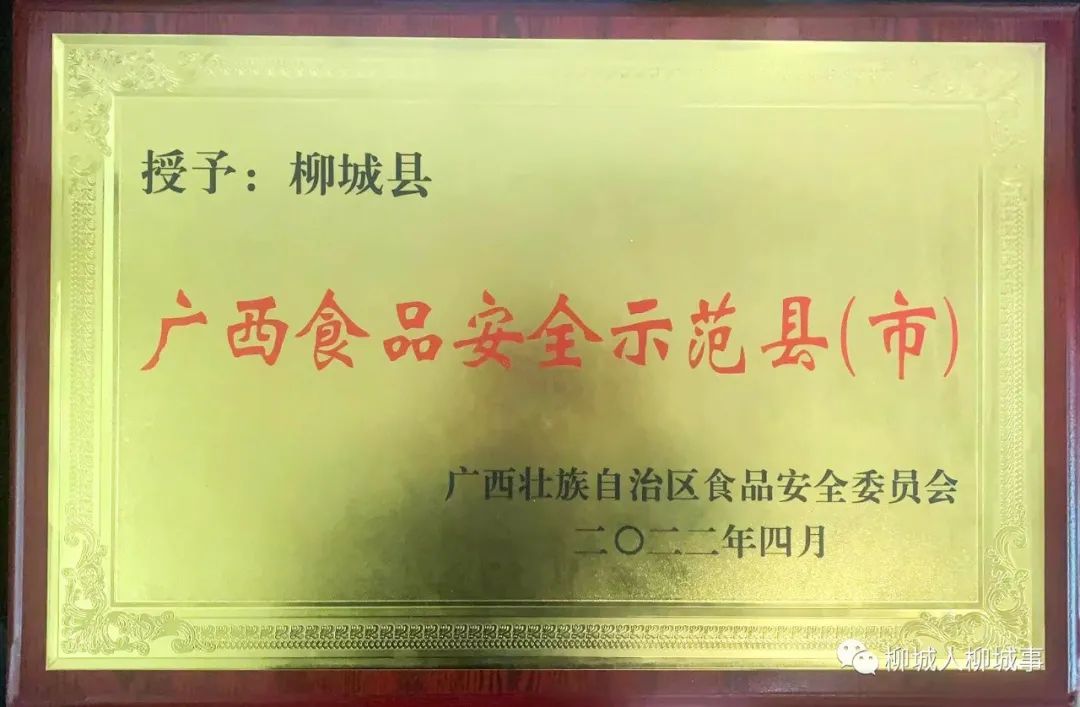 授予：柳城县
广西食品安全示范县(市)
广西壮族自治区食品安全委员会
二〇二二年四月
柳城人柳城事